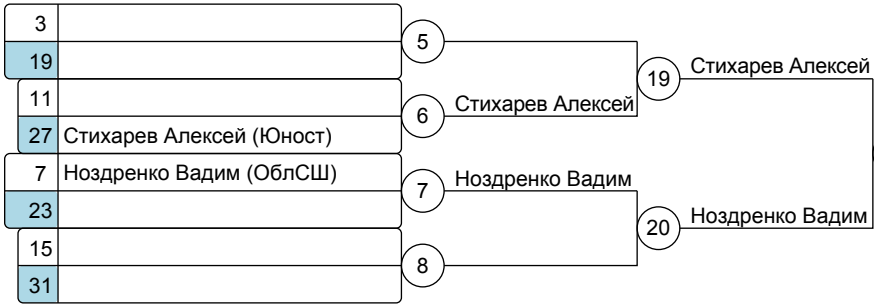 3
19
5
11
27 Стихарев Алексей (Юност)
6 Стихарев Алексей
19 Стихарев Алексей
7 Ноздренко Вадим (ОблСШ)
23
7 Ноздренко Вадим
20 Ноздренко Вадим
15
31
8